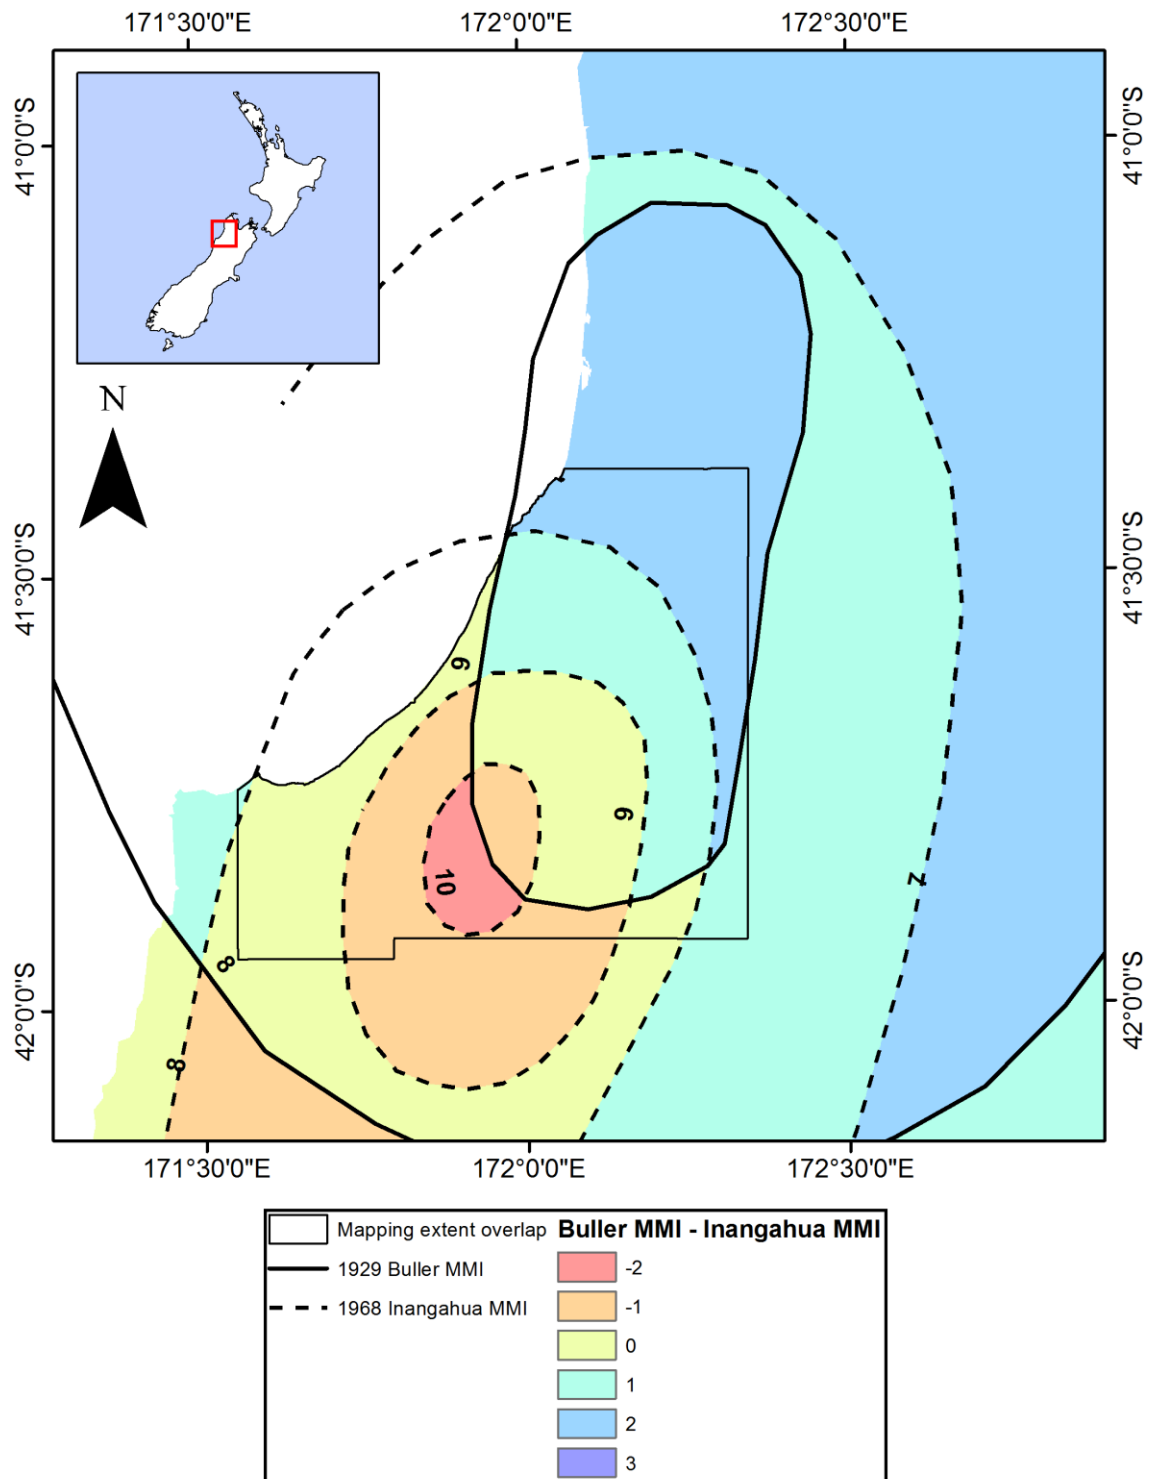 171°30'0"E 172°0'0"E 172°30'0"E
41°0'0"S 41°0'0"S
N
41°30'0"S 41°30'0"S
9
9
10
7
8
42°0'0"S 42°0'0"S
8
171°30'0"E 172°0'0"E 172°30'0"E
Mapping extent overlap Buller MMI - Inangahua MMI
1929 Buller MMI -2
1968 Inangahua MMI -1
0
1
2
3